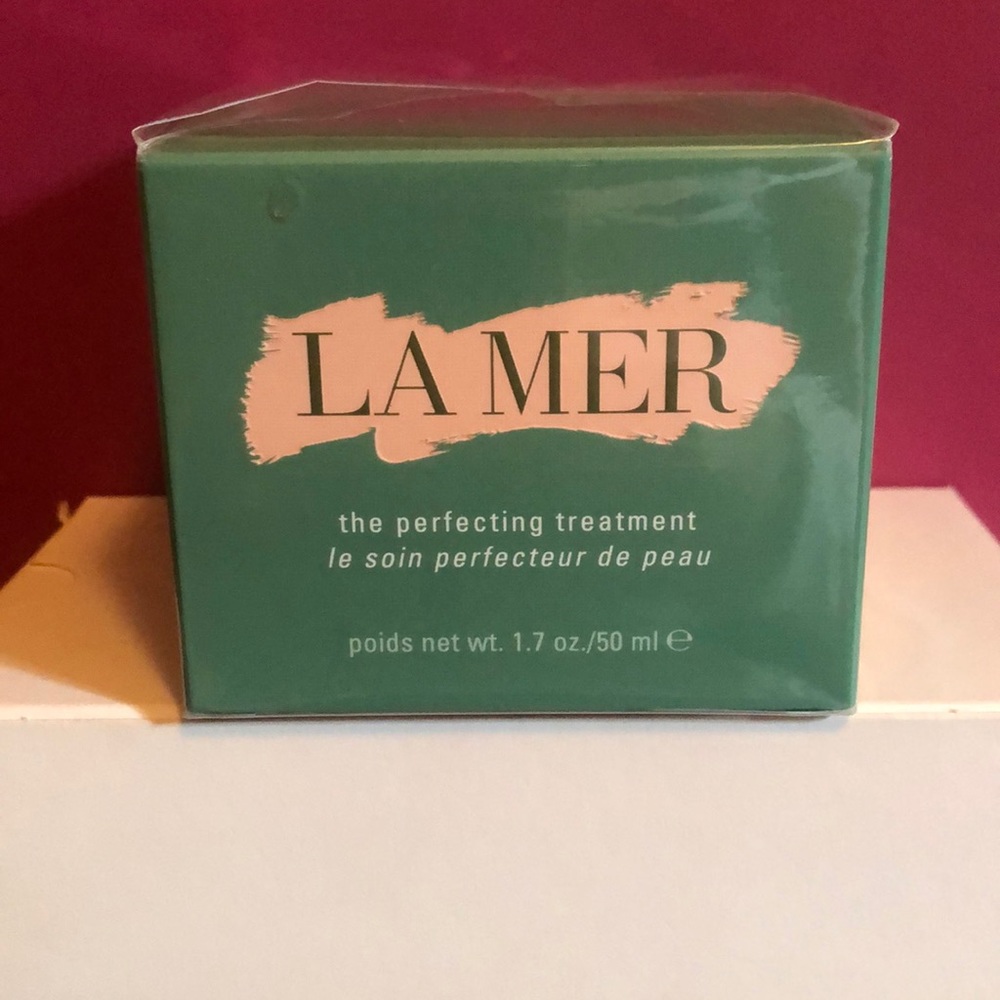 LA MER
the perfecting treatment
le soin perfecteur de peau
poids net wt. 1.7 oz./50 ml ℮